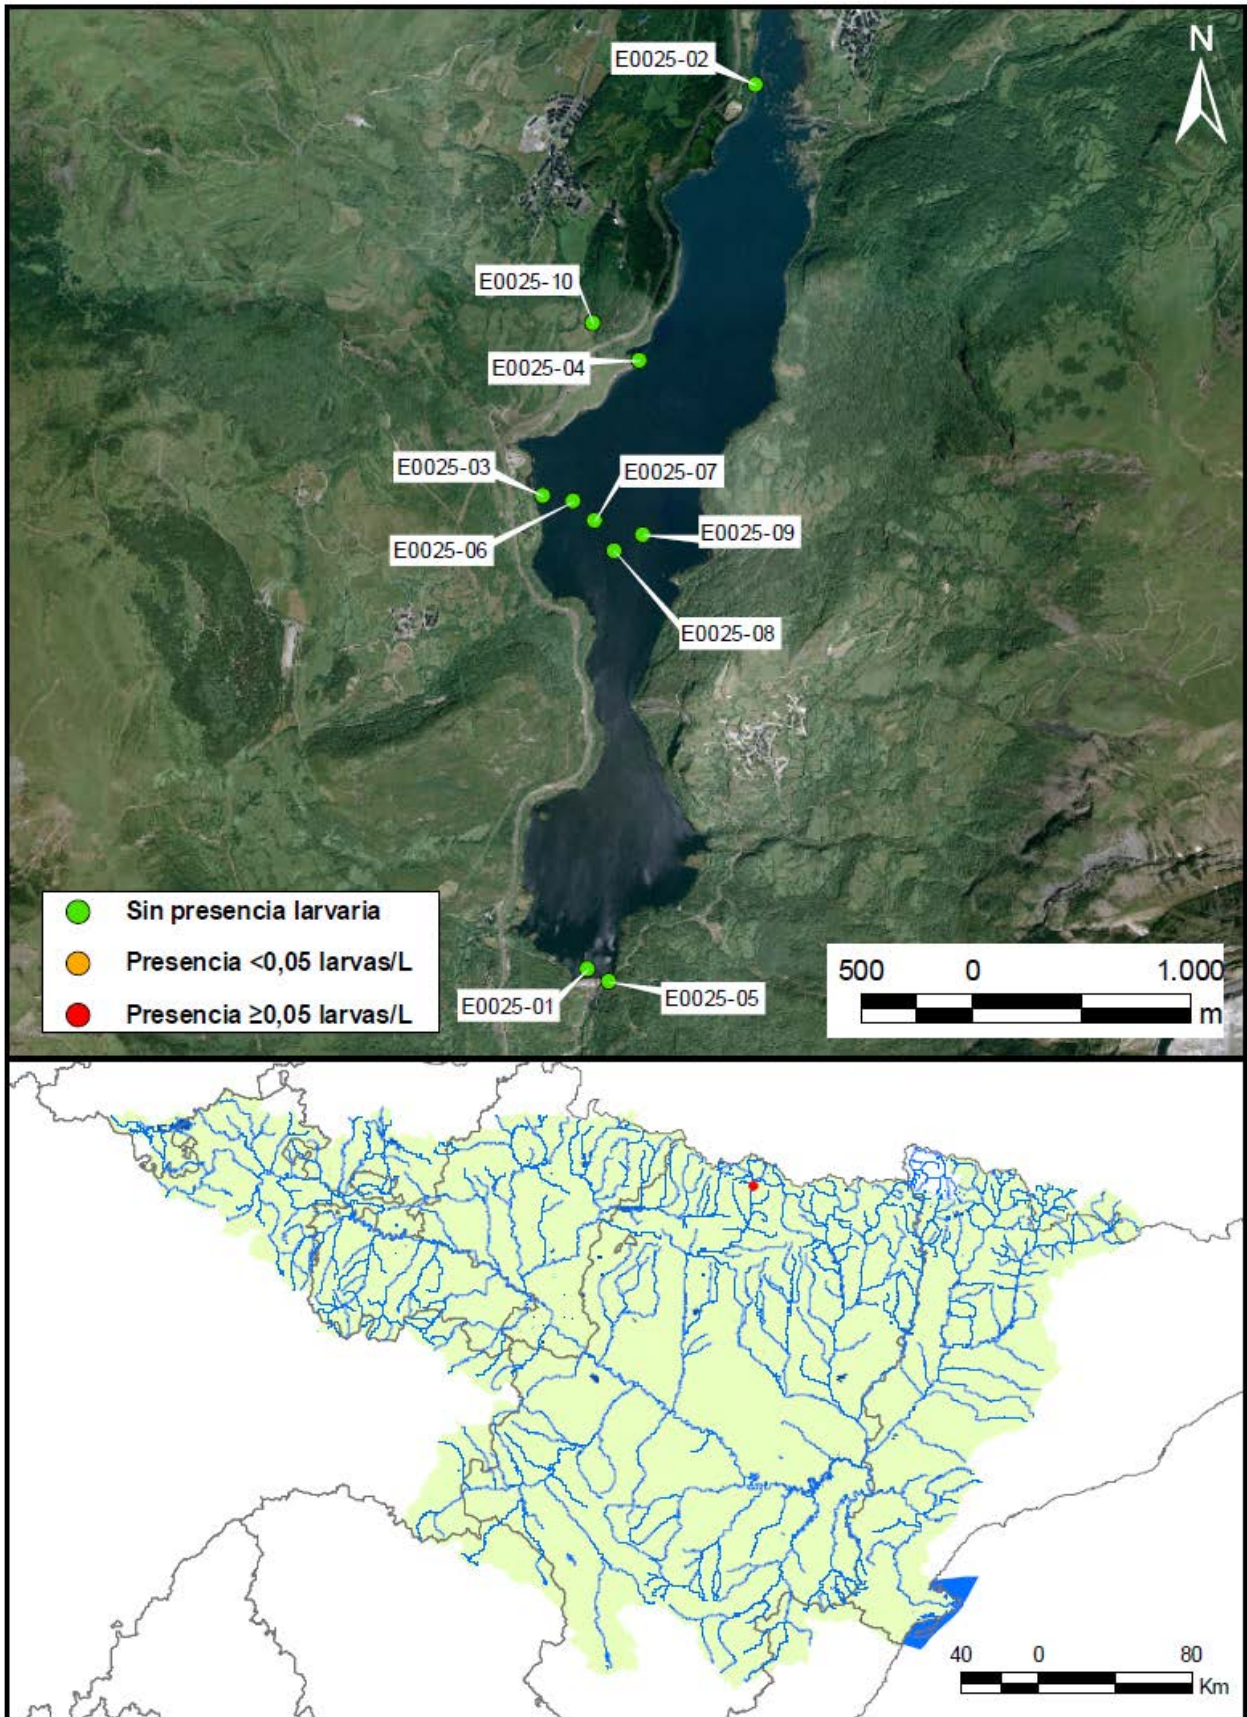 N
E0025-02
E0025-10
E0025-04
E0025-03
E0025-07
E0025-09
E0025-06
E0025-08
Sin presencia larvaria
Presencia <0,05 larvas/L
Presencia ≥0,05 larvas/L
500 0 1.000
m
E0025-01
E0025-05
40 0 80
Km